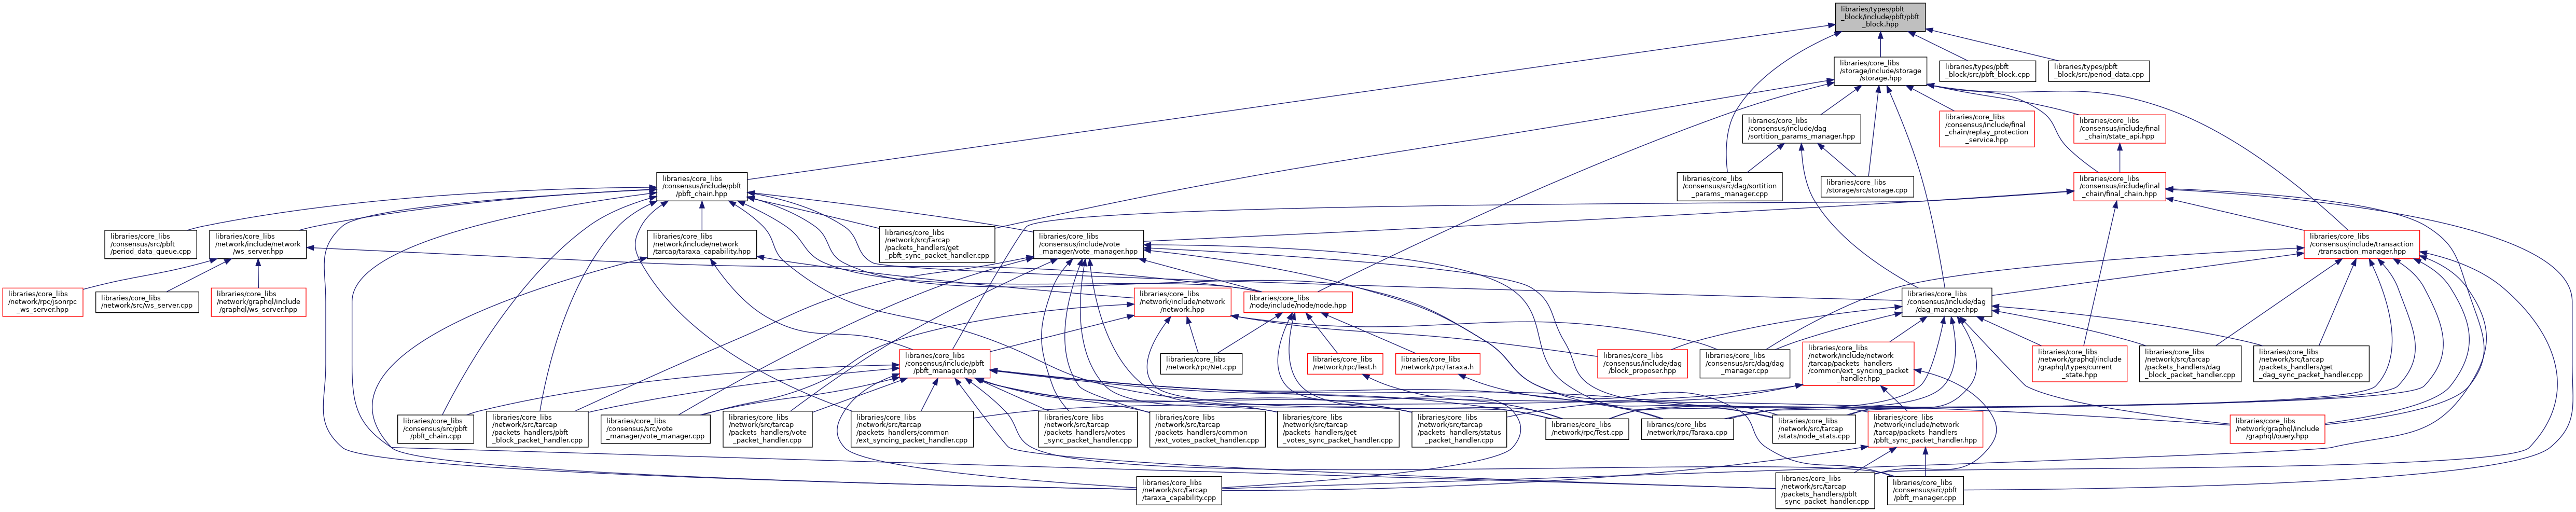 libraries/types/pbft
_block/include/pbft/pbft
_block.hpp
libraries/core_libs
/storage/include/storage
/storage.hpp
libraries/types/pbft
_block/src/pbft_block.cpp
libraries/types/pbft
_block/src/period_data.cpp
libraries/core_libs
/consensus/include/dag
/sortition_params_manager.hpp
libraries/core_libs
/consensus/include/final
_chain/replay_protection
_service.hpp
libraries/core_libs
/consensus/include/final
_chain/state_api.hpp
libraries/core_libs
/consensus/include/pbft
/pbft_chain.hpp
libraries/core_libs
/consensus/src/dag/sortition
_params_manager.cpp
libraries/core_libs
/storage/src/storage.cpp
libraries/core_libs
/consensus/include/final
_chain/final_chain.hpp
libraries/core_libs
/consensus/src/pbft
/period_data_queue.cpp
libraries/core_libs
/network/include/network
/ws_server.hpp
libraries/core_libs
/network/include/network
/tarcap/taraxa_capability.hpp
libraries/core_libs
/network/src/tarcap
/packets_handlers/get
_pbft_sync_packet_handler.cpp
libraries/core_libs
/consensus/include/vote
_manager/vote_manager.hpp
libraries/core_libs
/consensus/include/transaction
/transaction_manager.hpp
libraries/core_libs
/network/rpc/jsonrpc
_ws_server.hpp
libraries/core_libs
/network/src/ws_server.cpp
libraries/core_libs
/network/graphql/include
/graphql/ws_server.hpp
libraries/core_libs
/network/include/network
/network.hpp
libraries/core_libs
/node/include/node/node.hpp
libraries/core_libs
/consensus/include/dag
/dag_manager.hpp
libraries/core_libs
/consensus/include/pbft
/pbft_manager.hpp
libraries/core_libs
/network/rpc/Net.cpp
libraries/core_libs
/network/rpc/Test.h
libraries/core_libs
/network/rpc/Taraxa.h
libraries/core_libs
/consensus/include/dag
/block_proposer.hpp
libraries/core_libs
/consensus/src/dag/dag
_manager.cpp
libraries/core_libs
/network/include/network
/tarcap/packets_handlers
/common/ext_syncing_packet
_handler.hpp
libraries/core_libs
/network/graphql/include
/graphql/types/current
_state.hpp
libraries/core_libs
/network/src/tarcap
/packets_handlers/dag
_block_packet_handler.cpp
libraries/core_libs
/network/src/tarcap
/packets_handlers/get
_dag_sync_packet_handler.cpp
libraries/core_libs
/consensus/src/pbft
/pbft_chain.cpp
libraries/core_libs
/network/src/tarcap
/packets_handlers/pbft
_block_packet_handler.cpp
libraries/core_libs
/consensus/src/vote
_manager/vote_manager.cpp
libraries/core_libs
/network/src/tarcap
/packets_handlers/vote
_packet_handler.cpp
libraries/core_libs
/network/src/tarcap
/packets_handlers/common
/ext_syncing_packet_handler.cpp
libraries/core_libs
/network/src/tarcap
/packets_handlers/votes
_sync_packet_handler.cpp
libraries/core_libs
/network/src/tarcap
/packets_handlers/common
/ext_votes_packet_handler.cpp
libraries/core_libs
/network/src/tarcap
/packets_handlers/get
_votes_sync_packet_handler.cpp
libraries/core_libs
/network/src/tarcap
/packets_handlers/status
_packet_handler.cpp
libraries/core_libs
/network/rpc/Test.cpp
libraries/core_libs
/network/rpc/Taraxa.cpp
libraries/core_libs
/network/src/tarcap
/stats/node_stats.cpp
libraries/core_libs
/network/include/network
/tarcap/packets_handlers
/pbft_sync_packet_handler.hpp
libraries/core_libs
/network/graphql/include
/graphql/query.hpp
libraries/core_libs
/network/src/tarcap
/taraxa_capability.cpp
libraries/core_libs
/network/src/tarcap
/packets_handlers/pbft
_sync_packet_handler.cpp
libraries/core_libs
/consensus/src/pbft
/pbft_manager.cpp